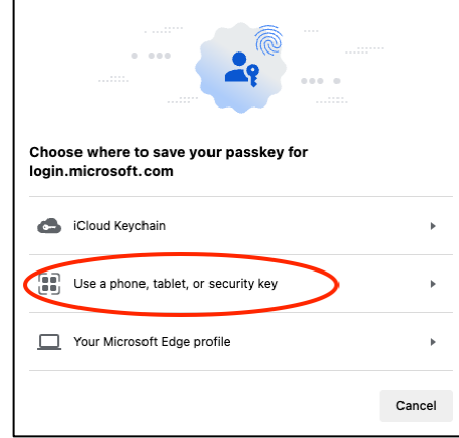 Choose where to save your passkey for
login.microsoft.com
iCloud Keychain
Use a phone, tablet, or security key
Your Microsoft Edge profile
Cancel